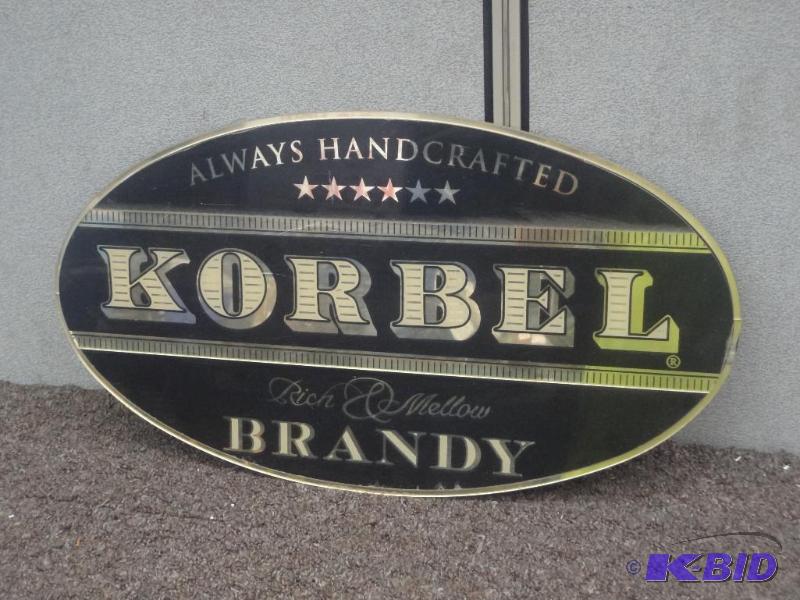 ALWAYS HANDCRAFTED
KORBEL®
Rich & Mellow
BRANDY
© K-BID